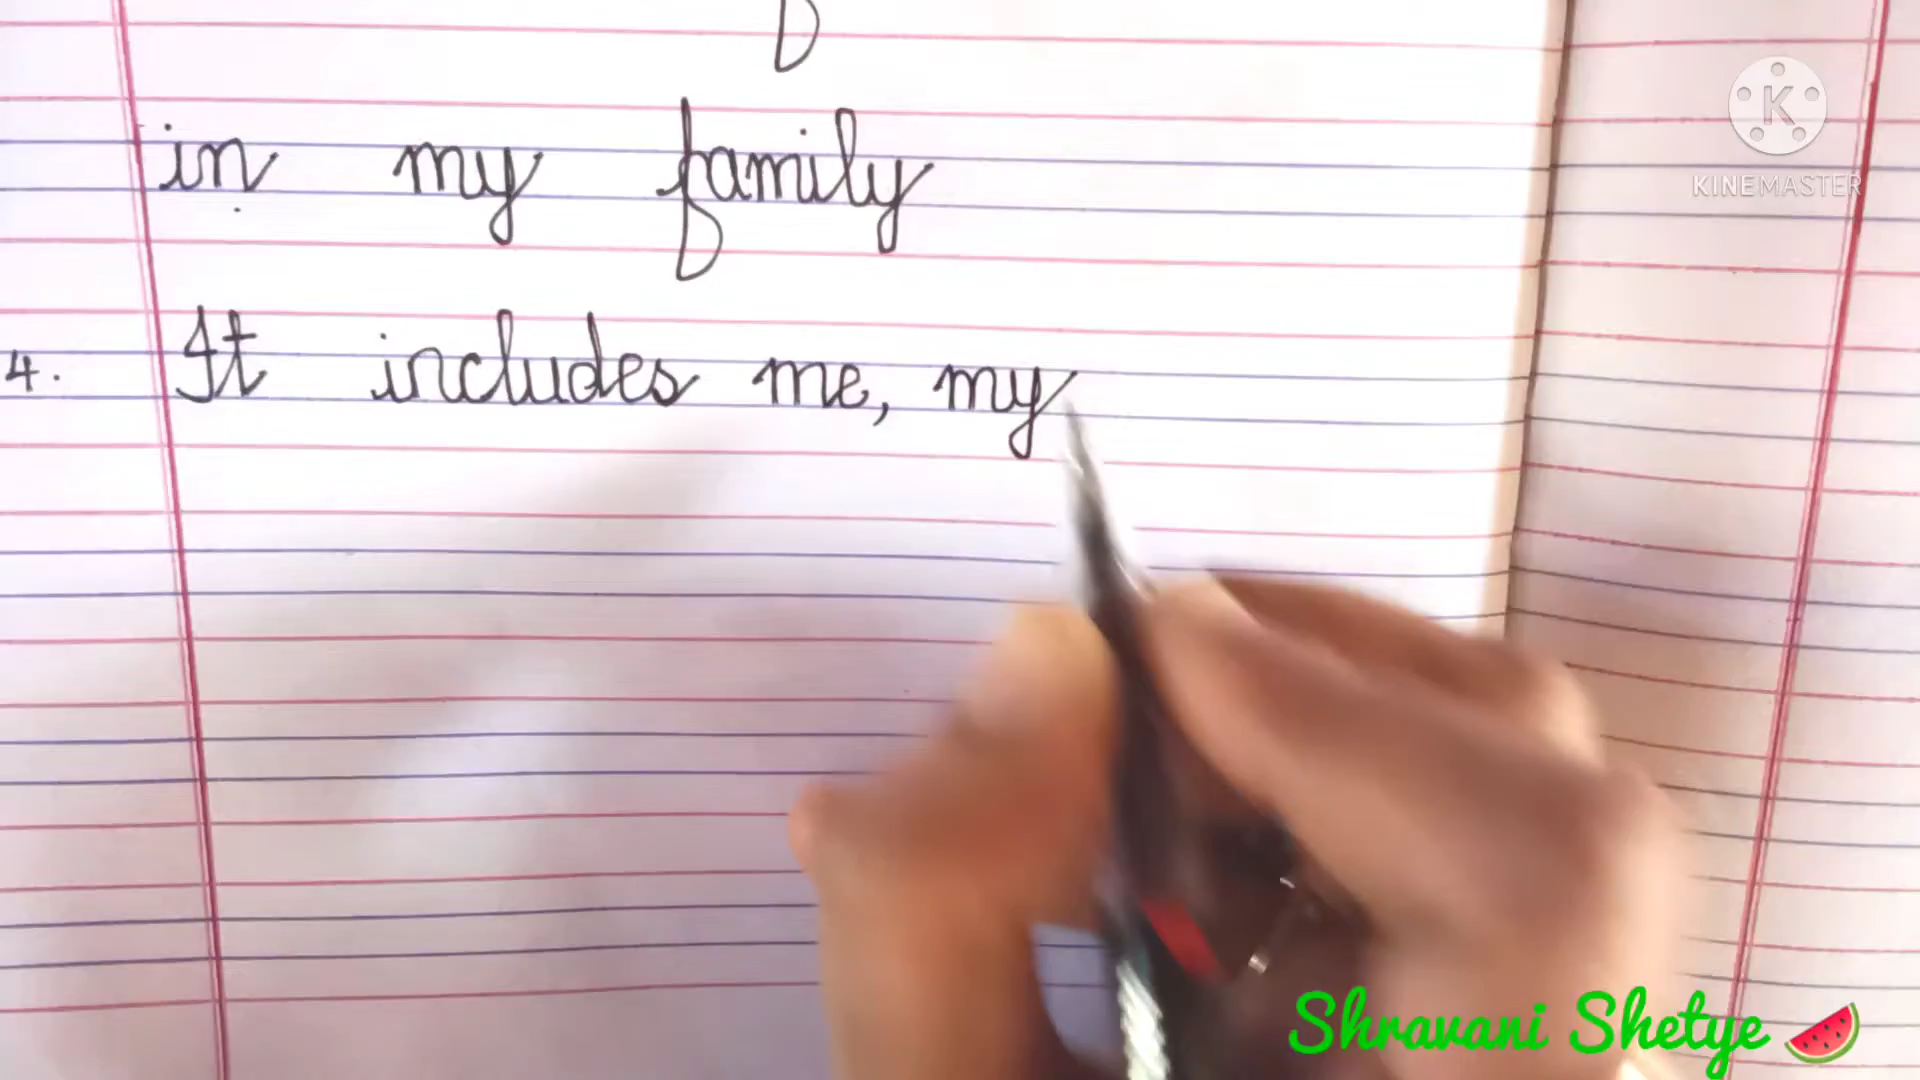 in my family
4. It includes me, my
K
KINEMASTER
Shravani Shetye